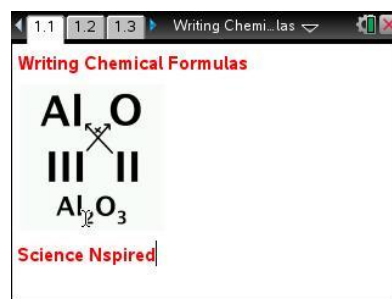 1.1 1.2 1.3 Writing Chemi...las
Writing Chemical Formulas
Al O
III II
Al₂O₃
Science Nspired